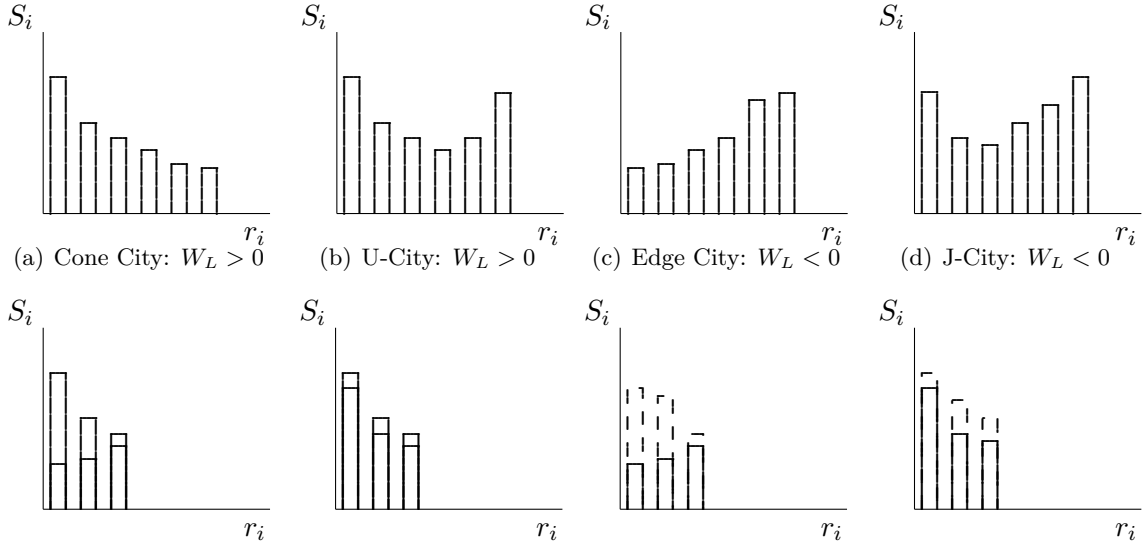 S_i S_i S_i S_i
r_i r_i r_i r_i
(a) Cone City: W_L > 0 (b) U-City: W_L > 0 (c) Edge City: W_L < 0 (d) J-City: W_L < 0
S_i S_i S_i S_i
r_i r_i r_i r_i